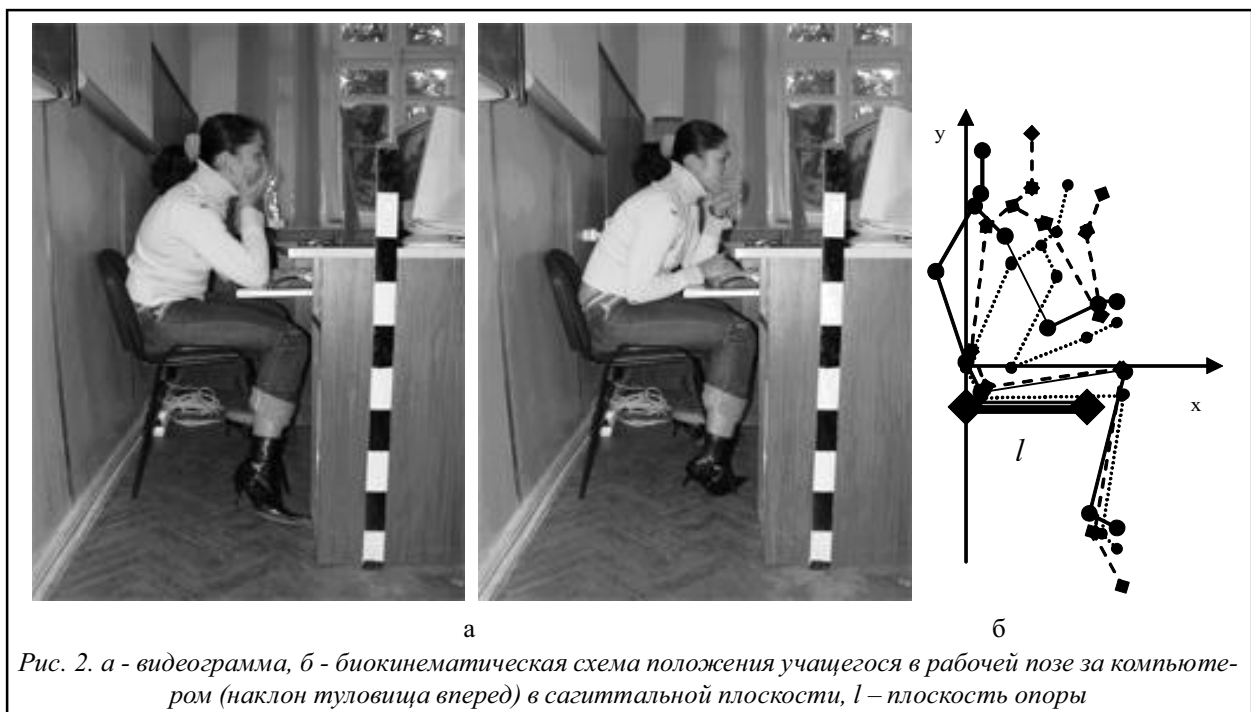 y
x
l
а
б
Рис. 2. а - видеограмма, б - биокинематическая схема положения учащегося в рабочей позе за компьюте-
ром (наклон туловища вперед) в сагиттальной плоскости, l – плоскость опоры